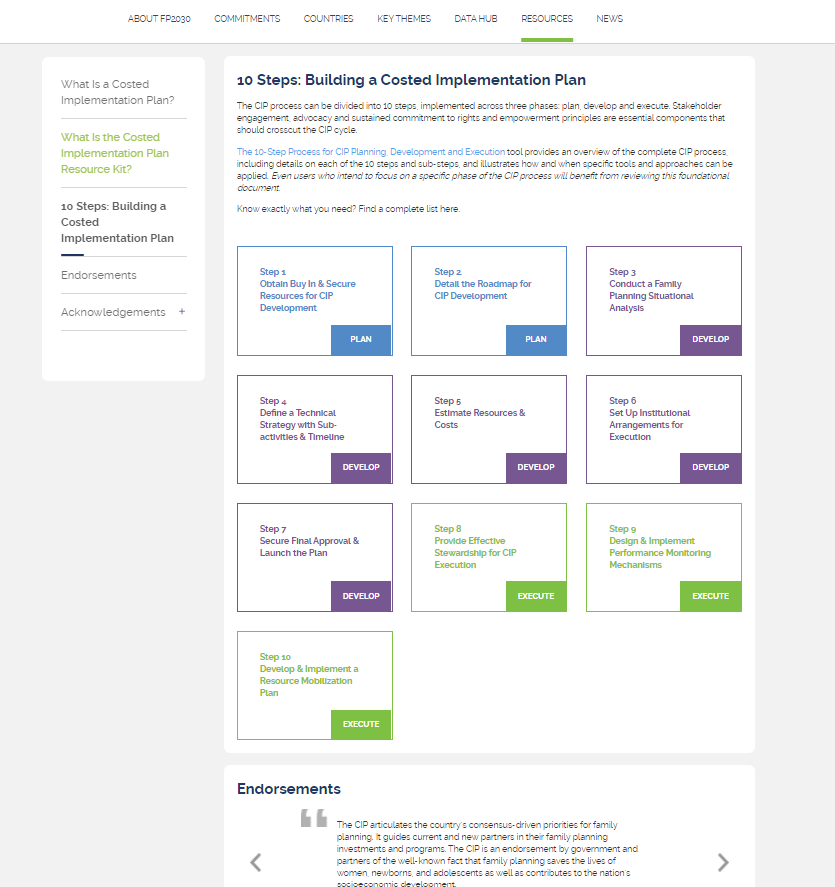 ABOUT FP2030 COMMITMENTS COUNTRIES KEY THEMES DATA HUB RESOURCES NEWS
What Is a Costed
Implementation Plan?
What Is the Costed
Implementation Plan
Resource Kit?
10 Steps: Building a
Costed
Implementation Plan
Endorsements
Acknowledgements +
10 Steps: Building a Costed Implementation Plan
The CIP process can be divided into 10 steps, implemented across three phases: plan, develop and execute. Stakeholder
engagement, advocacy and sustained commitment to rights and empowerment principles are essential components that
should crosscut the CIP cycle.
The 10-Step Process for CIP Planning, Development and Execution tool provides an overview of the complete CIP process,
including details on each of the 10 steps and sub-steps, and illustrates how and when specific tools and approaches can be
applied. Even users who intend to focus on a specific phase of the CIP process will benefit from reviewing this foundational
document.
Know exactly what you need? Find a complete list here.
Step 1
Obtain Buy In & Secure
Resources for CIP
Development
PLAN
Step 2
Detail the Roadmap for
CIP Development
PLAN
Step 3
Conduct a Family
Planning Situational
Analysis
DEVELOP
Step 4
Define a Technical
Strategy with Sub-
activities & Timeline
DEVELOP
Step 5
Estimate Resources &
Costs
DEVELOP
Step 6
Set Up Institutional
Arrangements for
Execution
DEVELOP
Step 7
Secure Final Approval &
Launch the Plan
DEVELOP
Step 8
Provide Effective
Stewardship for CIP
Execution
EXECUTE
Step 9
Design & Implement
Performance Monitoring
Mechanisms
EXECUTE
Step 10
Develop & Implement a
Resource Mobilization
Plan
EXECUTE
Endorsements
The CIP articulates the country's consensus-driven priorities for family
planning. It guides current and new partners in their family planning
investments and programs. The CIP is an endorsement by government and
partners of the well-known fact that family planning saves the lives of
women, newborns, and adolescents as well as contributes to the nation's
socioeconomic development.